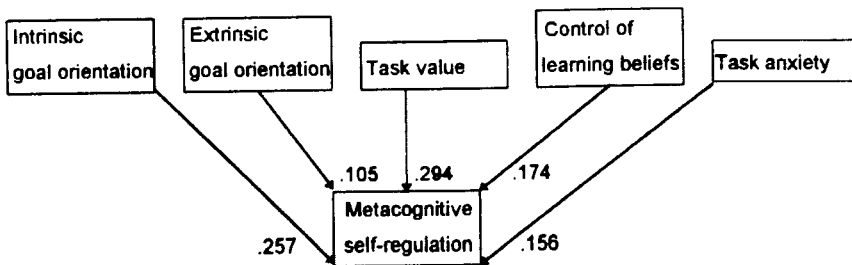 Intrinsic
goal orientation
Extrinsic
goal orientation
Task value
Control of
learning beliefs
Task anxiety
.105
.294
.174
Metacognitive
self-regulation
.257
.156